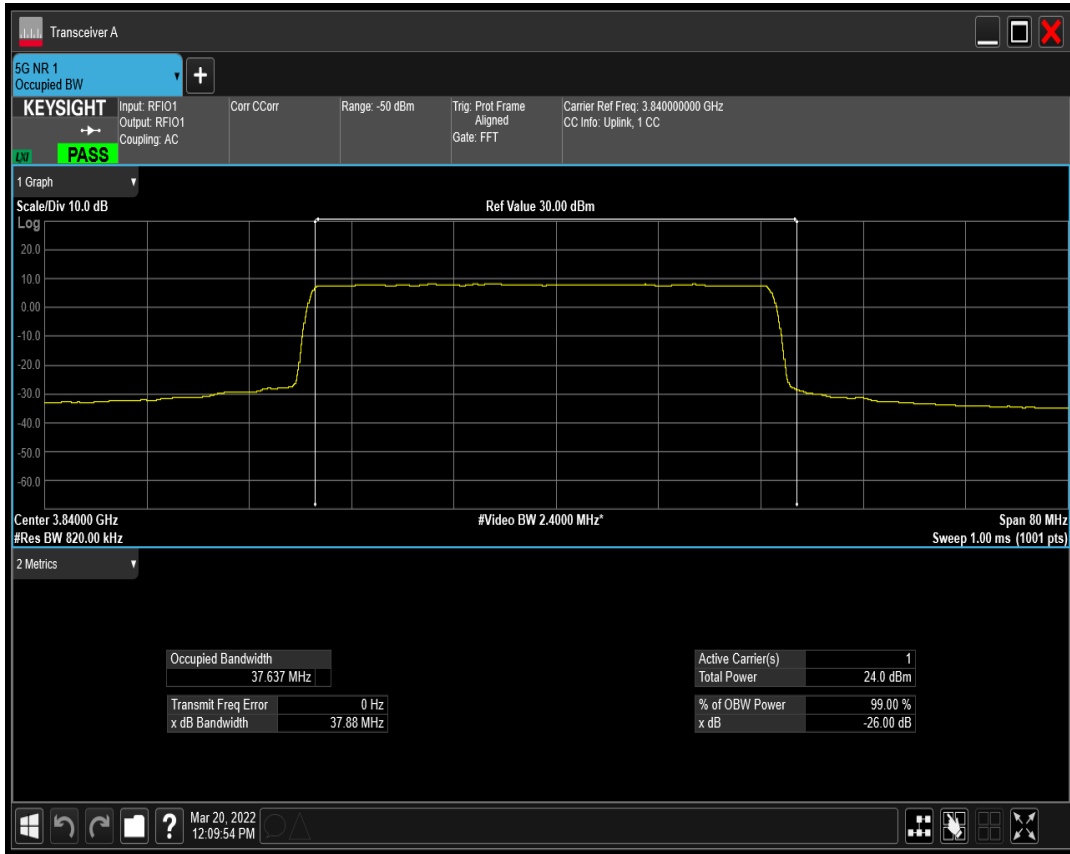 Transceiver A
5G NR 1
Occupied BW
+
KEYSIGHT
LXI
PASS
Input: RFIO1
Output: RFIO1
Coupling: AC
Corr CCorr
Range: -50 dBm
Trig: Prot Frame
Aligned
Gate: FFT
Carrier Ref Freq: 3.840000000 GHz
CC Info: Uplink, 1 CC
1 Graph
Scale/Div 10.0 dB
Ref Value 30.00 dBm
Log
20.0
10.0
0.00
-10.0
-20.0
-30.0
-40.0
-50.0
-60.0
Center 3.84000 GHz
#Video BW 2.4000 MHz*
Span 80 MHz
#Res BW 820.00 kHz
Sweep 1.00 ms (1001 pts)
2 Metrics
Occupied Bandwidth
37.637 MHz
Transmit Freq Error 0 Hz
x dB Bandwidth 37.88 MHz
Active Carrier(s) 1
Total Power 24.0 dBm
% of OBW Power 99.00 %
x dB -26.00 dB
?
Mar 20, 2022
12:09:54 PM